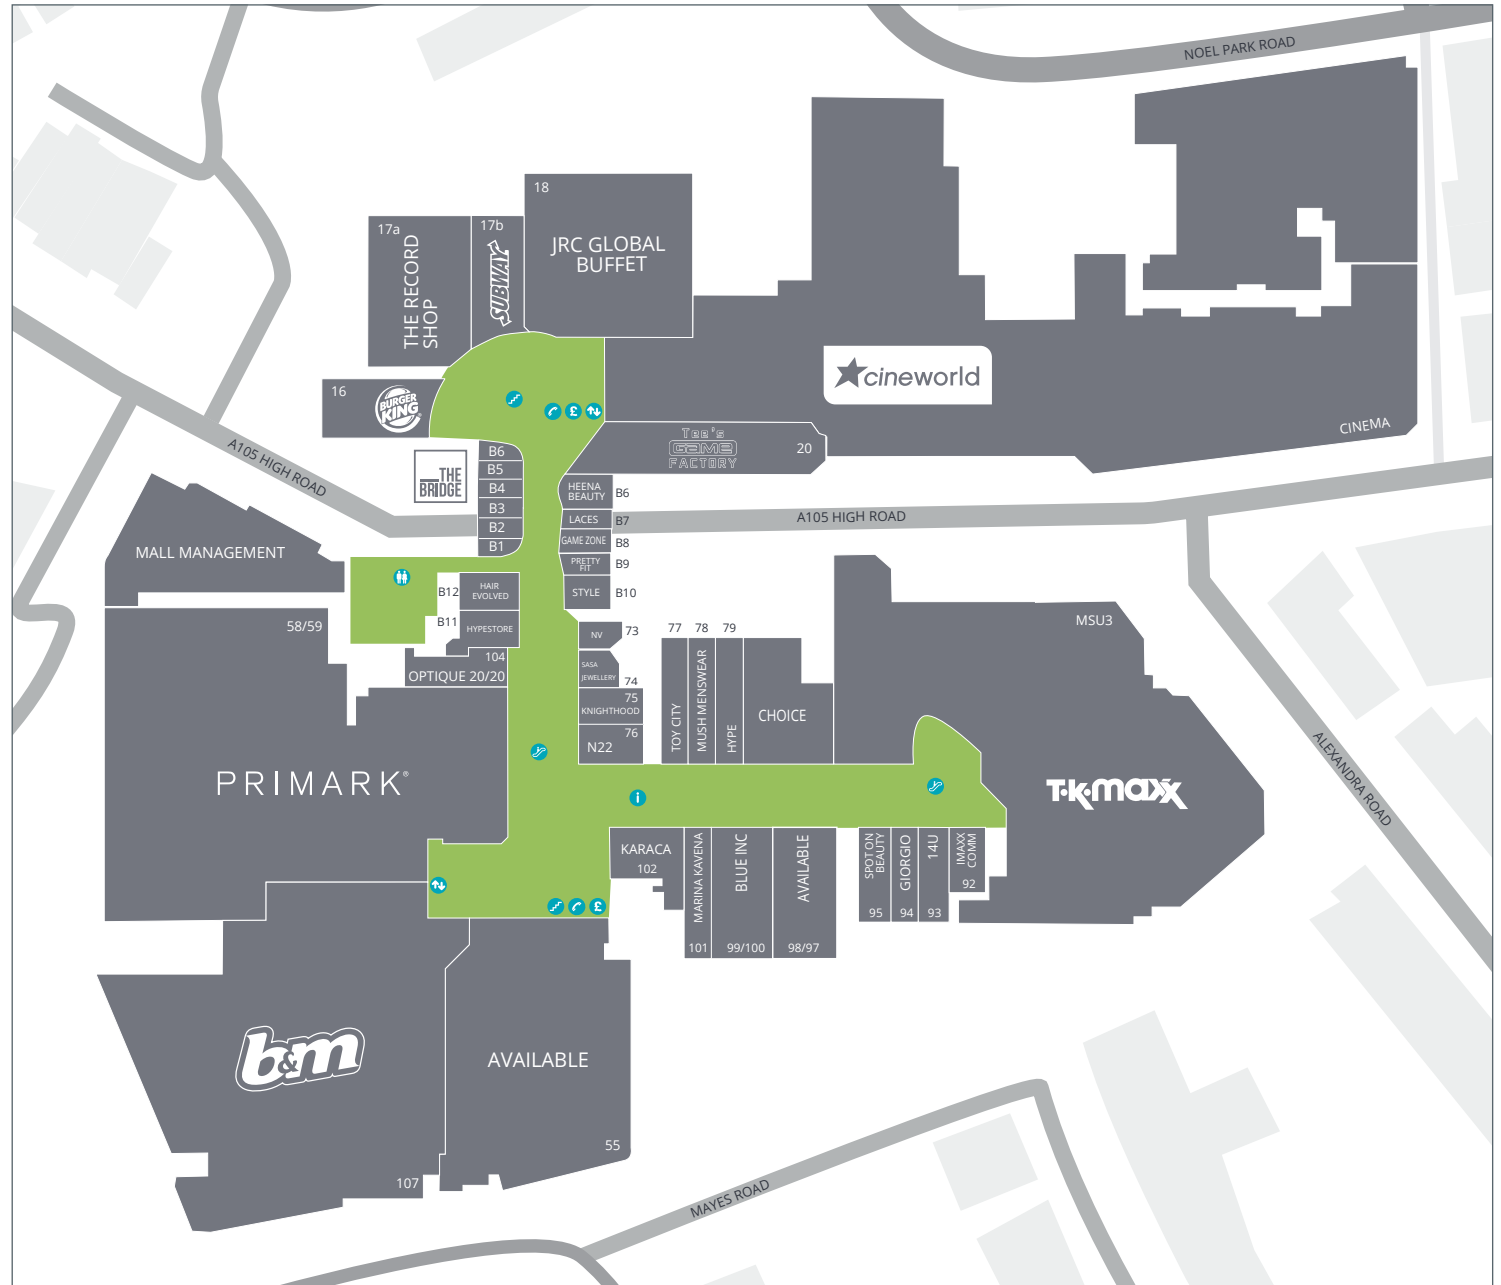 NOEL PARK ROAD
18
JRC GLOBAL
BUFFET
17a
THE RECORD
SHOP
17b
SUBWAY
16
BURGER
KING
cineworld
CINEMA
Tee's
GAME
FACTORY
20
THE
BRIDGE
B6
B5
B4
B3
B2
B1
HEENA
BEAUTY
B6
LACES
B7
GAME ZONE
B8
PRETTY
FIT
B9
STYLE
B10
A105 HIGH ROAD
A105 HIGH ROAD
MALL MANAGEMENT
B12
HAIR
EVOLVED
B11
HYPESTORE
104
OPTIQUE 20/20
58/59
PRIMARK®
NV
73
SASA
JEWELLERY
74
75
KNIGHTHOOD
76
N22
77
TOY CITY
78
MUSH MENSWEAR
79
HYPE
CHOICE
MSU3
T·K·maxx
ALEXANDRA ROAD
i
£
£
KARACA
102
MARINA KAVENA
101
BLUE INC
99/100
AVAILABLE
98/97
SPOT ON
BEAUTY
95
GIORGIO
94
14U
93
IMAXX
COMM
92
b&m
107
AVAILABLE
55
MAYES ROAD